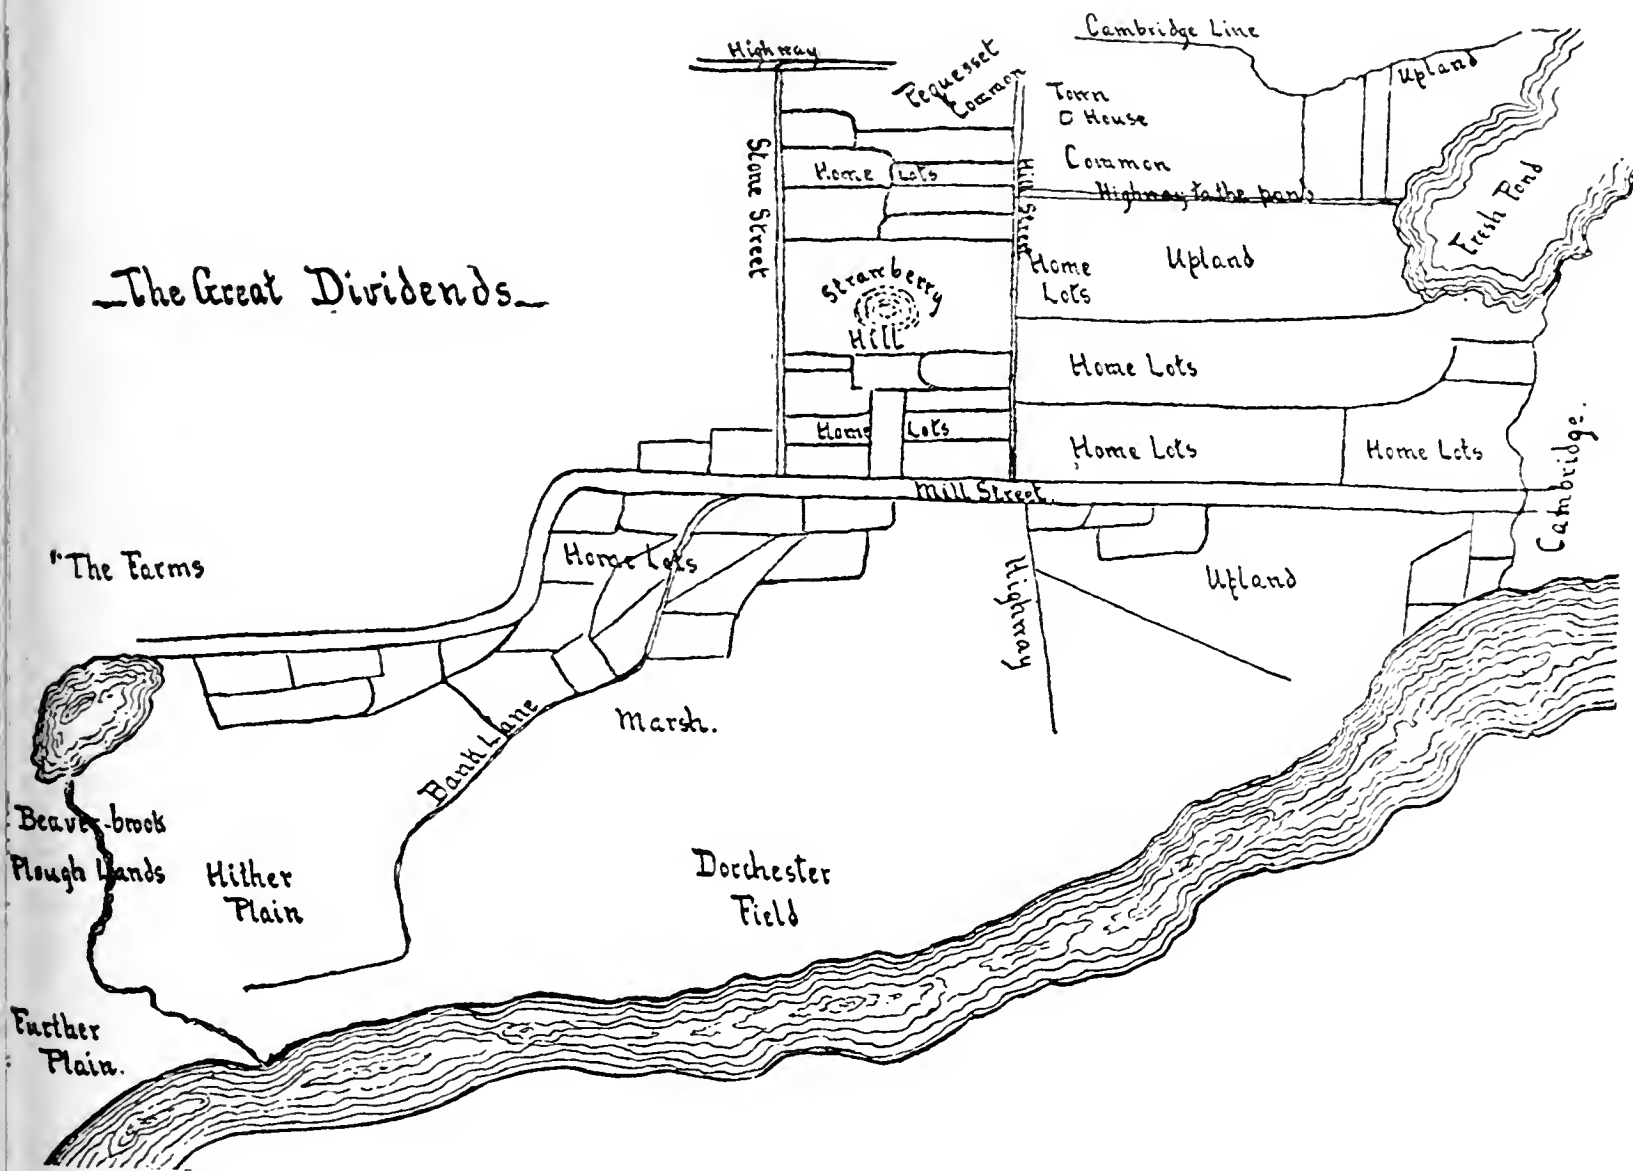 Cambridge Line
Highway
Pequesset
Common
Upland
Town
House
Common
Stone Street
Home Lots
Hill Street
Highway to the pond
Fresh Pond
The Great Dividends
Home
Lots
Upland
Strawberry
Hill
Home Lots
Home Lots
Home Lots
Home Lots
Cambridge.
Mill Street.
"The Farms
Home Lots
Highway
Upland
Bank Lane
Marsh.
Beaver-brook
Plough Lands
Hither
Plain
Dorchester
Field
Further
Plain.